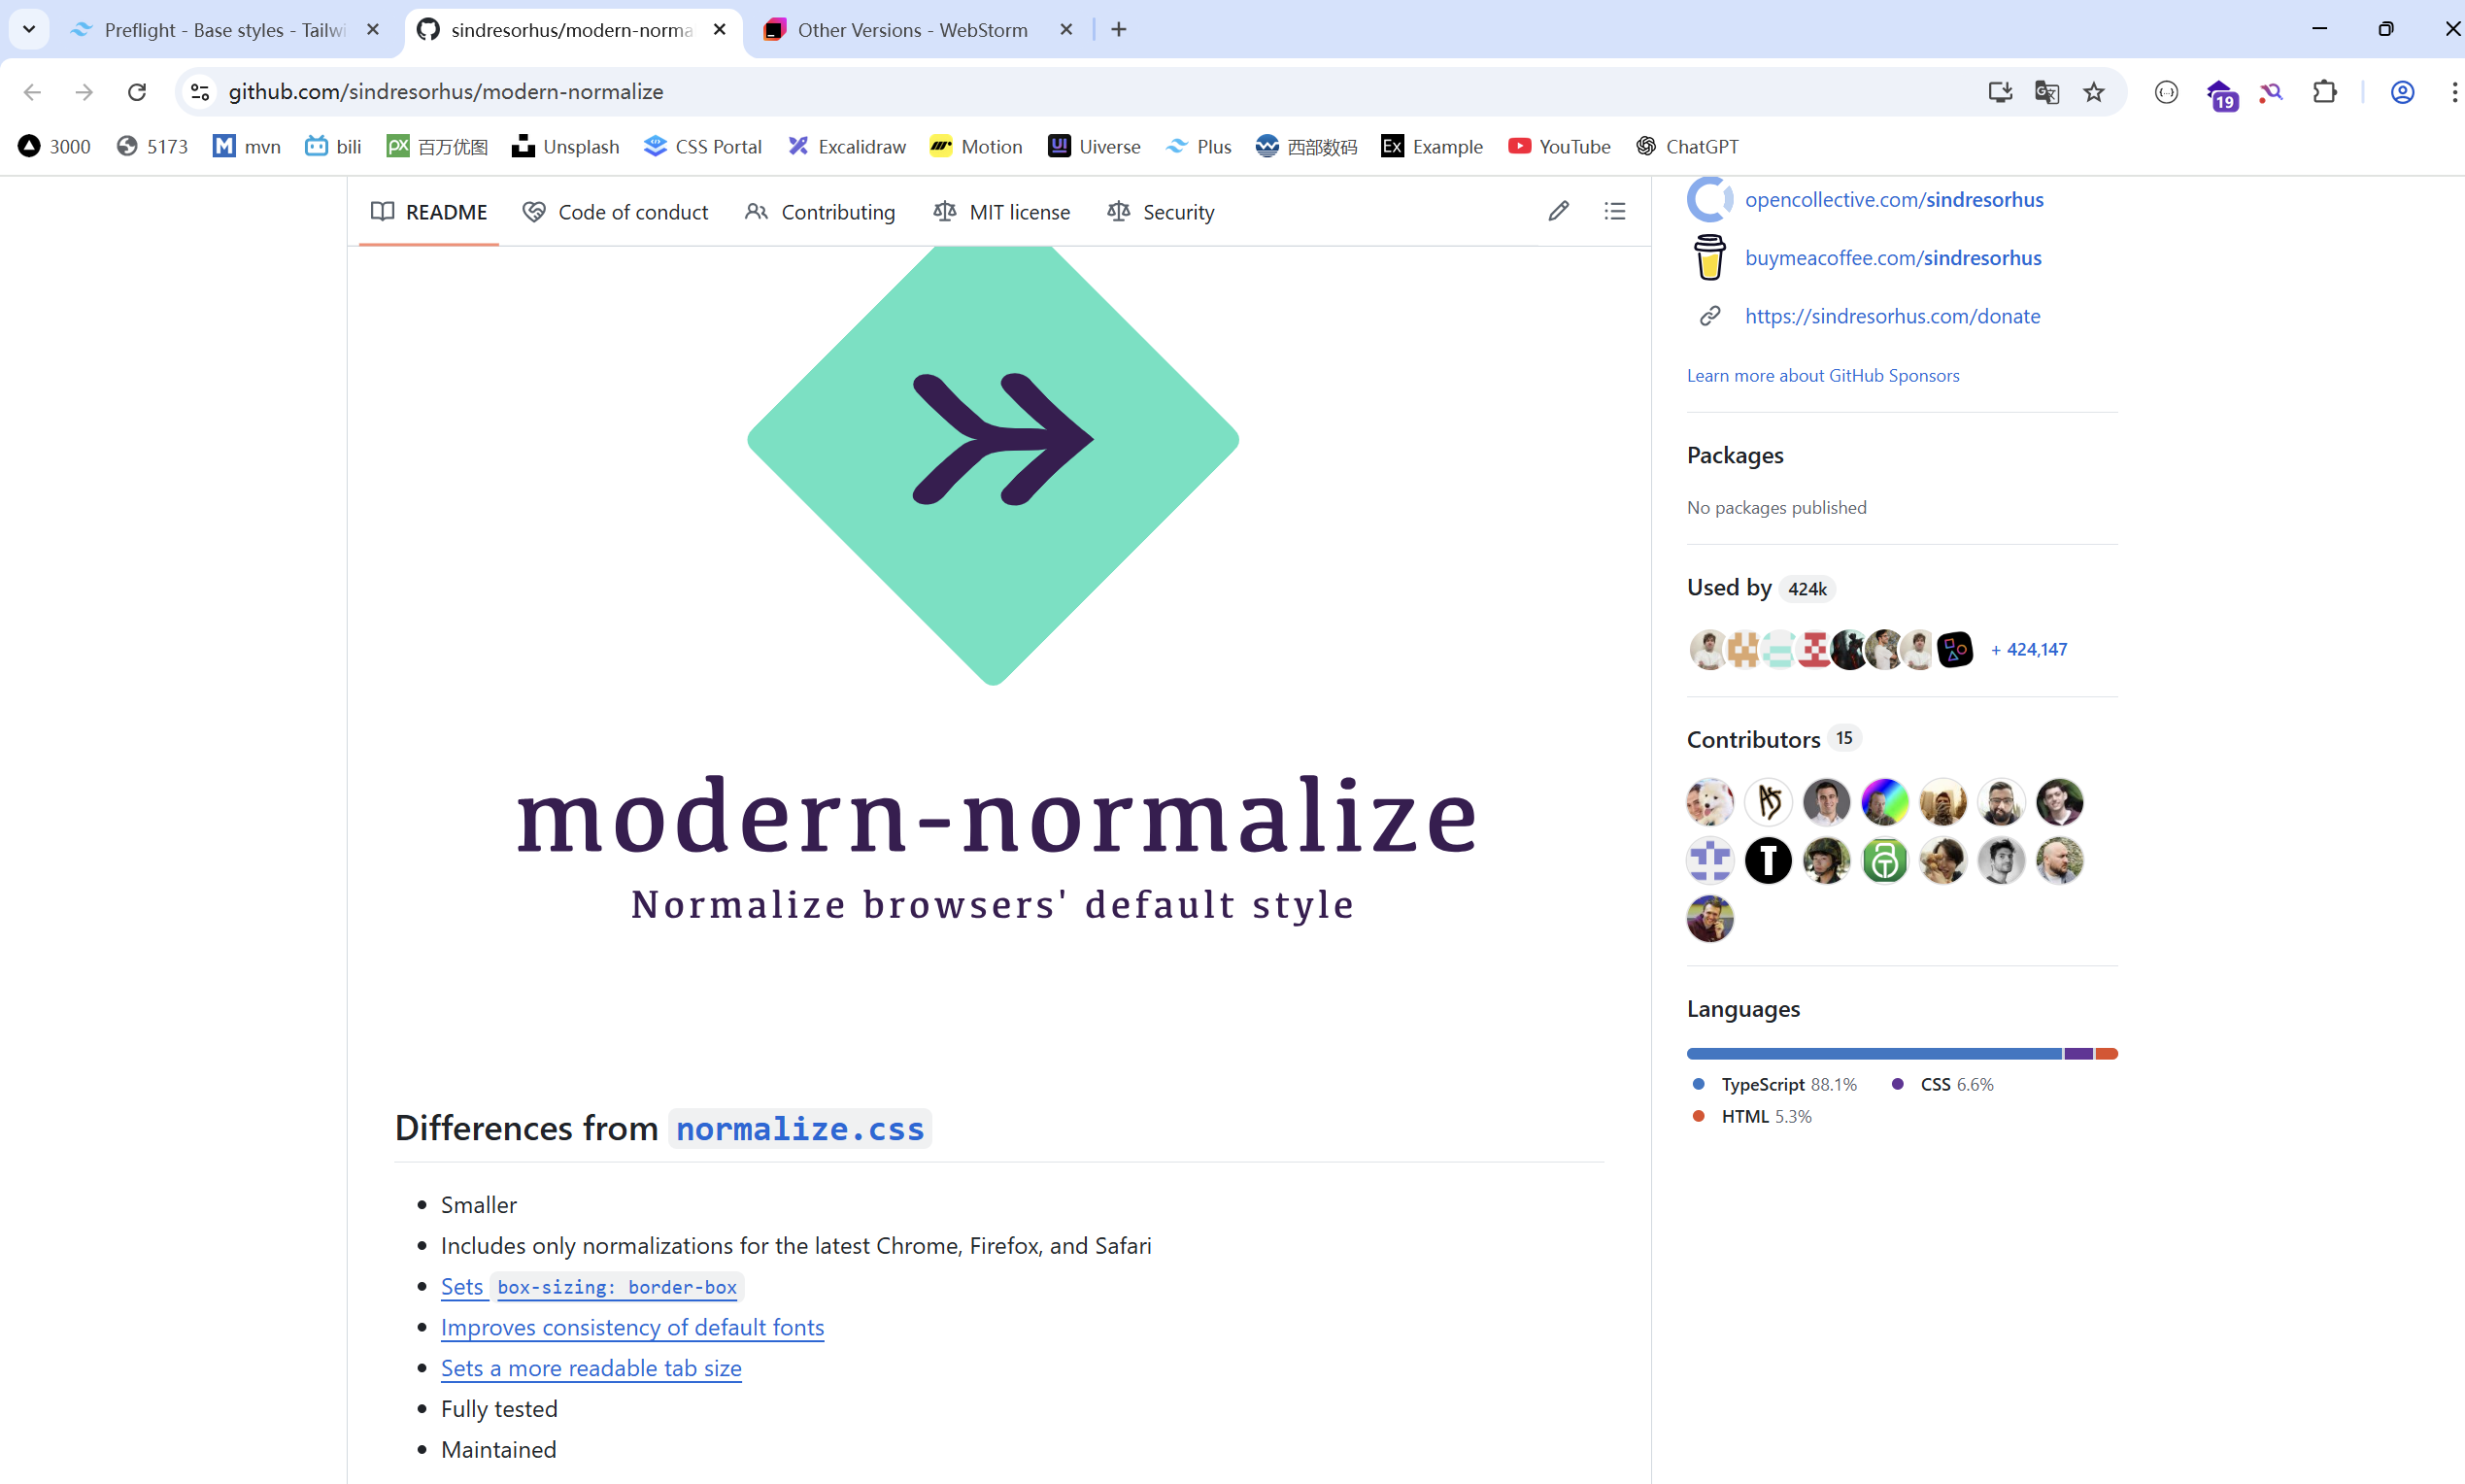 Preflight - Base styles - Tailwi
sindresorhus/modern-norma
Other Versions - WebStorm
github.com/sindresorhus/modern-normalize
19
3000
5173
M
mvn
bili
px
百万优图
Unsplash
CSS Portal
Excalidraw
Motion
UI
Uiverse
Plus
西部数码
Ex
Example
YouTube
ChatGPT
README
Code of conduct
Contributing
MIT license
Security
modern-normalize
Normalize browsers' default style
Differences from normalize.css
Smaller
Includes only normalizations for the latest Chrome, Firefox, and Safari
Sets box-sizing: border-box
Improves consistency of default fonts
Sets a more readable tab size
Fully tested
Maintained
opencollective.com/sindresorhus
buymeacoffee.com/sindresorhus
https://sindresorhus.com/donate
Learn more about GitHub Sponsors
Packages
No packages published
Used by 424k
+ 424,147
Contributors 15
Languages
TypeScript 88.1%
CSS 6.6%
HTML 5.3%